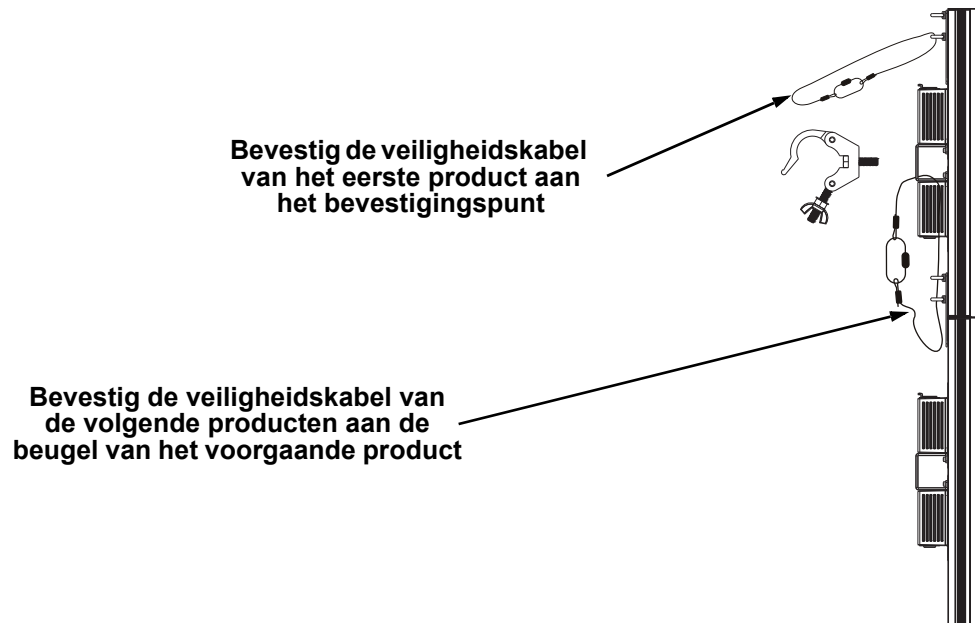 Bevestig de veiligheidskabel
van het eerste product aan
het bevestigingspunt
Bevestig de veiligheidskabel van
de volgende producten aan de
beugel van het voorgaande product